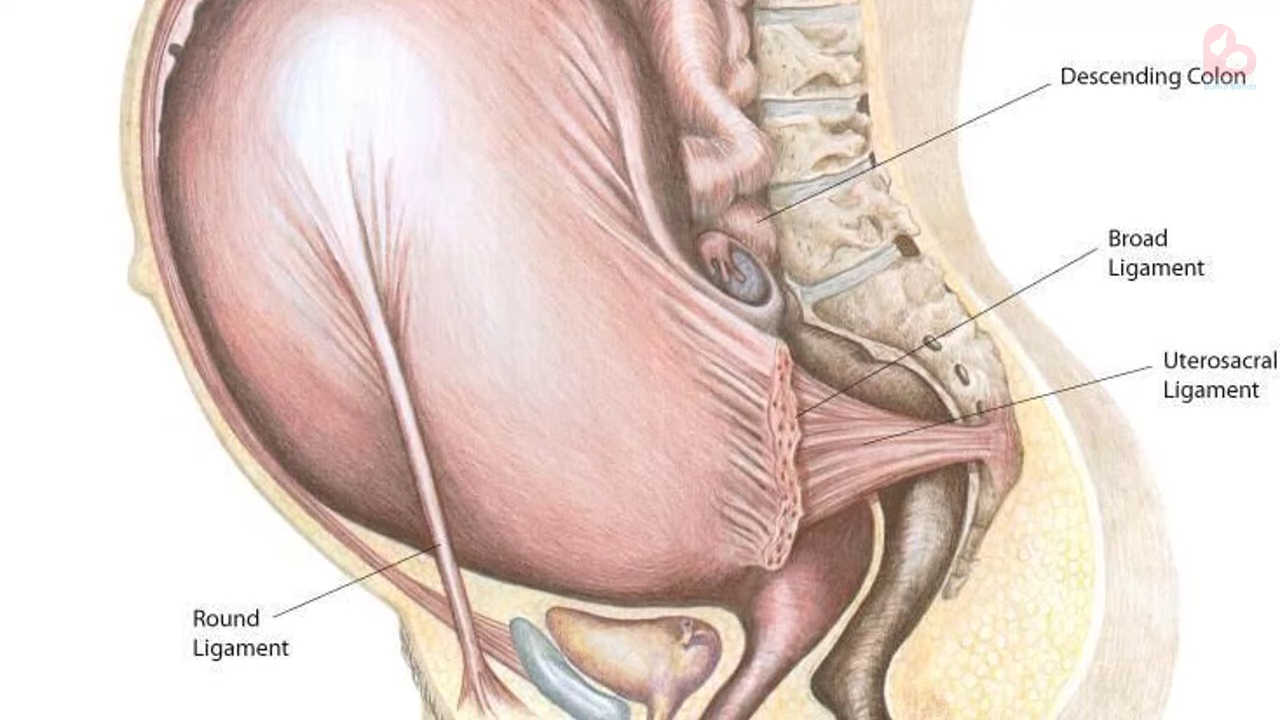 Descending Colon
Broad
Ligament
Uterosacral
Ligament
Round
Ligament